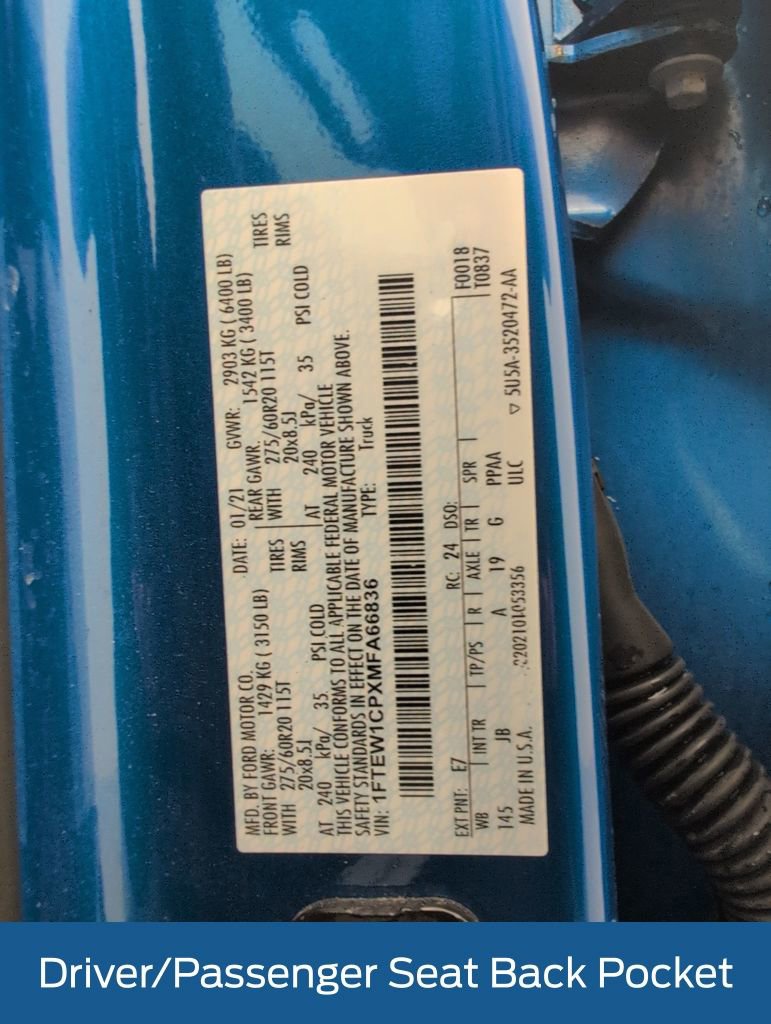 MFD. BY FORD MOTOR CO.
DATE: 01/21 GVWR: 2903 KG ( 6400 LB)
FRONT GAWR: 1429 KG ( 3150 LB) REAR GAWR: 1542 KG ( 3400 LB)
WITH 275/60R20 115T TIRES WITH 275/60R20 115T TIRES
20x8.5J RIMS 20x8.5J RIMS
AT 240 kPa/ 35 PSI COLD AT 240 kPa/ 35 PSI COLD
THIS VEHICLE CONFORMS TO ALL APPLICABLE FEDERAL MOTOR VEHICLE
SAFETY STANDARDS IN EFFECT ON THE DATE OF MANUFACTURE SHOWN ABOVE.
VIN: 1FTEW1CPXMFA66836 TYPE: Truck
F0018
T0837
EXT PNT: E7 RC: 24 DSO:
WB INT TR TP/PS R AXLE TR SPR
145 JB A 19 G PPAA
MADE IN U.S.A. 202101053356 ULC
▽ 5U5A-3520472-AA
Driver/Passenger Seat Back Pocket